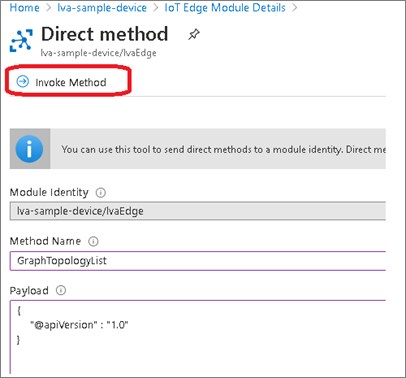 Home > lva-sample-device > IoT Edge Module Details >
Direct method
lva-sample-device/lvaEdge
Invoke Method
You can use this tool to send direct methods to a module identity. Direct me
Module Identity
lva-sample-device/lvaEdge
Method Name
GraphTopologyList
Payload
{
"@apiVersion" : "1.0"
}